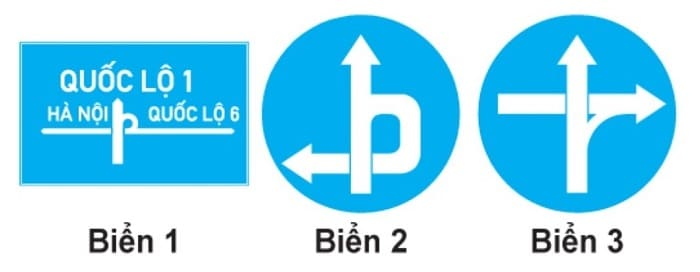 QUỐC LỘ 1
HÀ NỘI QUỐC LỘ 6
Biển 1 Biển 2 Biển 3